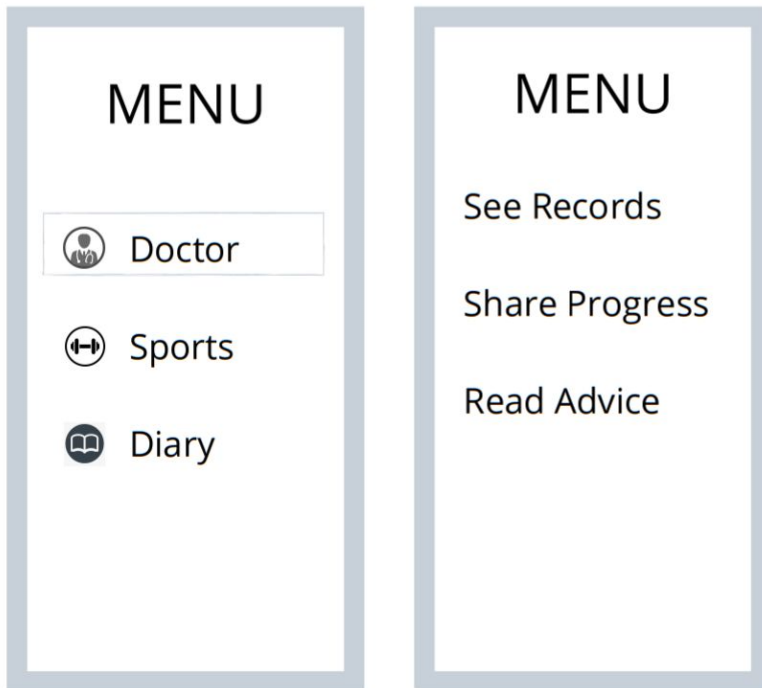 MENU
Doctor
Sports
Diary
MENU
See Records
Share Progress
Read Advice